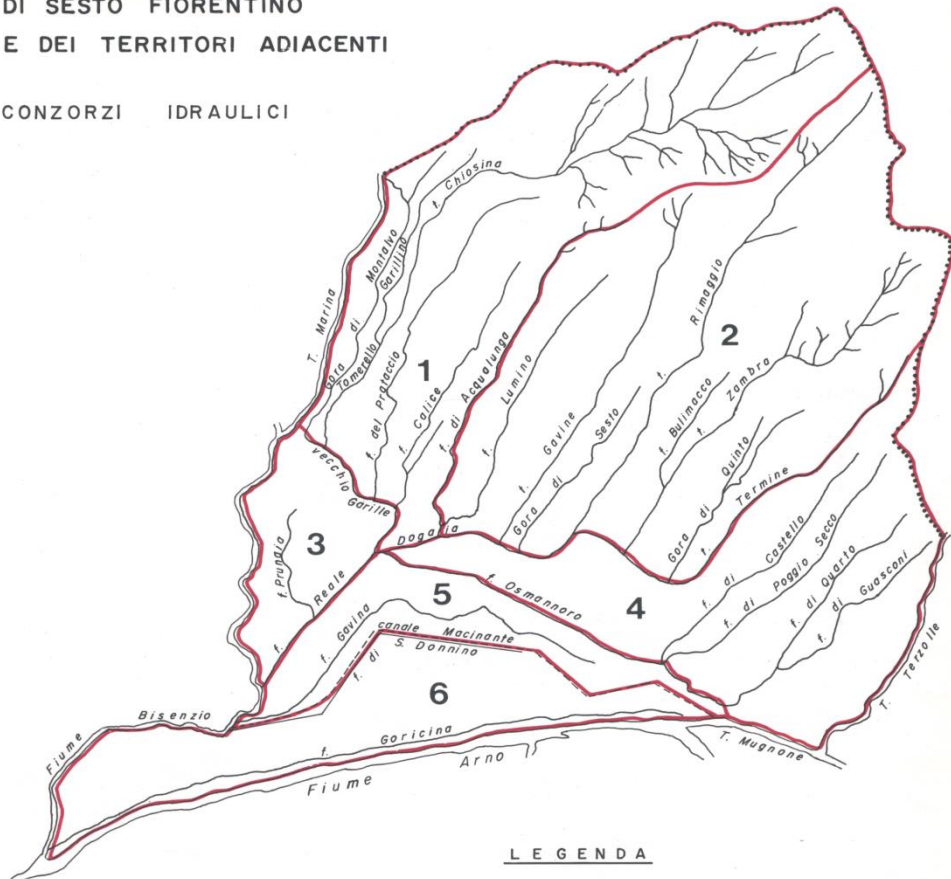 DI SESTO FIORENTINO
E DEI TERRITORI ADIACENTI
CONZORZI IDRAULICI
f. Chiosina
T. Marina
Gora di Montalvo
Tomerello
Garillino
f. del Prataccio
1
f. Calice
f. di Acqualunga
f. Lumino
f. Gavine
Gora di Sesto
f. Rimaggio
2
f. Bulimacco
f. Zambra
Gora di Quinto
f. Termine
vecchio Garille
Dogaia
3
f. Prunaio
f. Reale
5
f. Osmannoro
4
f. di Castello
f. di Poggio Secco
f. di Quarto
f. di Guasconi
T. Terzolle
f. Gavina
canale Macinante
f. di S. Donnino
6
Fiume Bisenzio
f. Goricina
Fiume Arno
T. Mugnone
LEGENDA